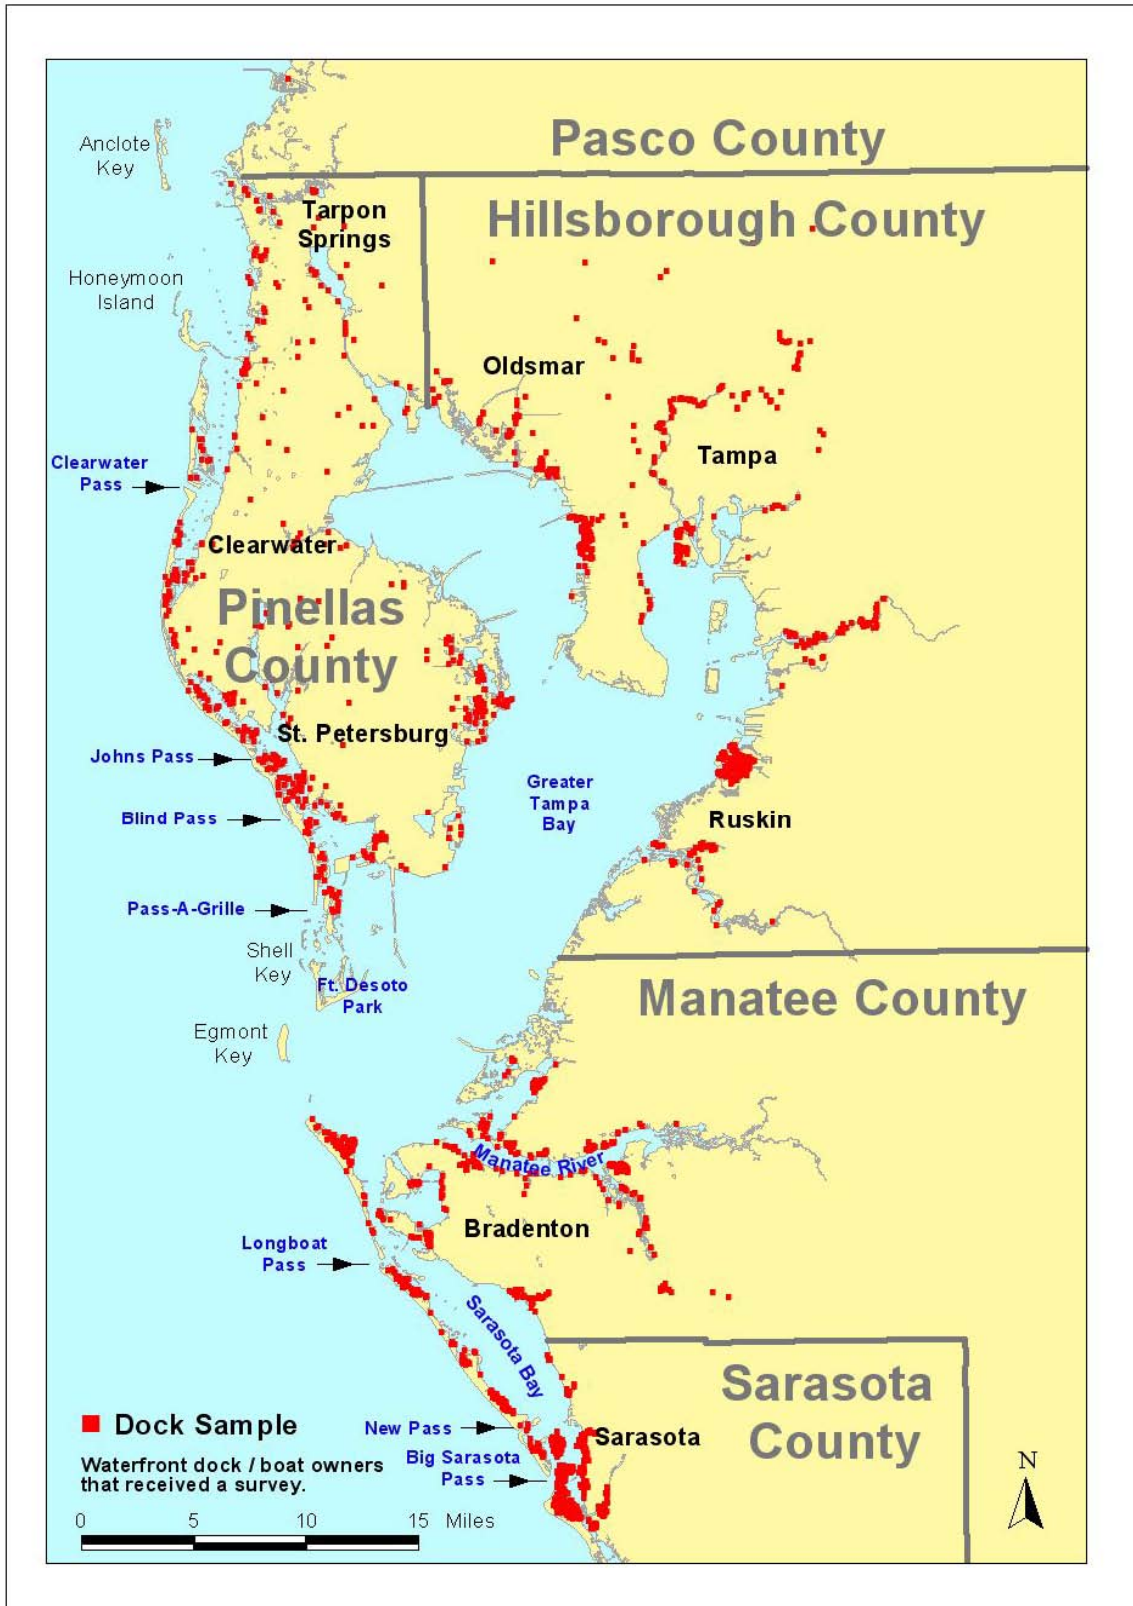 Pasco County
Anclote
Key
Hillsborough County
Tarpon
Springs
Honeymoon
Island
Oldsmar
Clearwater
Pass
Tampa
Clearwater
Pinellas
County
St. Petersburg
Johns Pass
Greater
Tampa
Bay
Blind Pass
Ruskin
Pass-A-Grille
Shell
Key
Ft. Desoto
Park
Manatee County
Egmont
Key
Manatee River
Bradenton
Longboat
Pass
Sarasota Bay
Sarasota
County
New Pass
Sarasota
Big Sarasota
Pass
Dock Sample
Waterfront dock / boat owners
that received a survey.
0 5 10 15 Miles
N